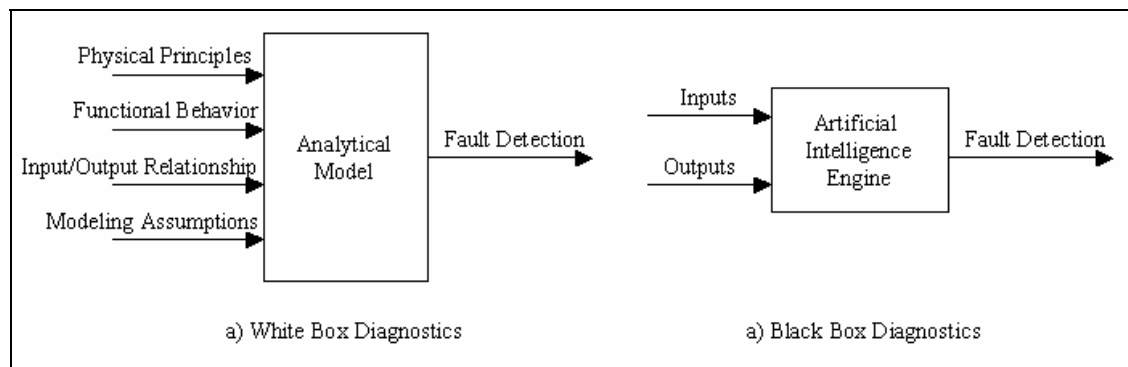 Physical Principles
Functional Behavior
Input/Output Relationship
Modeling Assumptions
Analytical
Model
Fault Detection
a) White Box Diagnostics
Inputs
Outputs
Artificial
Intelligence
Engine
Fault Detection
a) Black Box Diagnostics